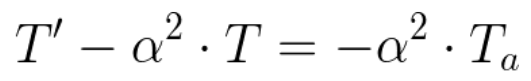 T′ − α² · T = −α² · Tₐ